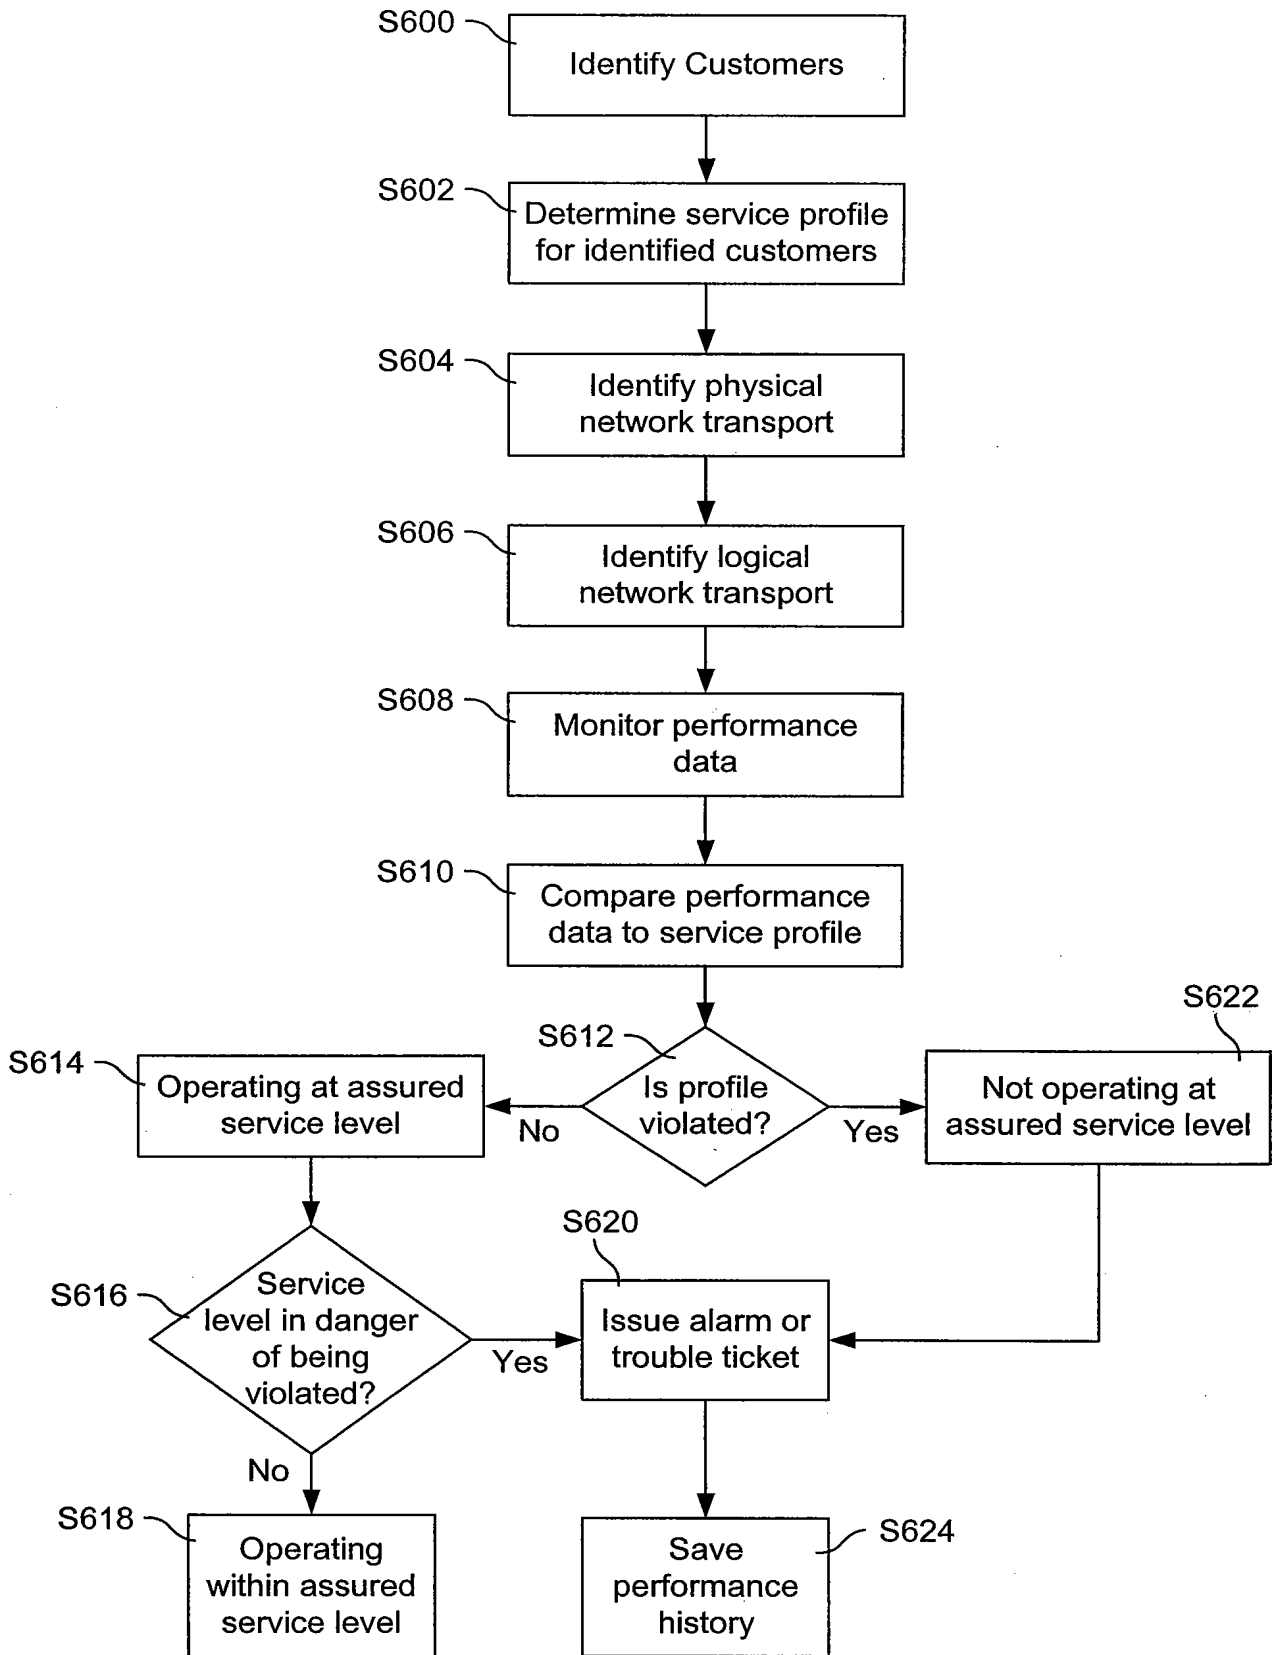 S600
Identify Customers
S602
Determine service profile
for identified customers
S604
Identify physical
network transport
S606
Identify logical
network transport
S608
Monitor performance
data
S610
Compare performance
data to service profile
S612
Is profile
violated?
No
Yes
S614
Operating at assured
service level
S622
Not operating at
assured service level
S616
Service
level in danger
of being
violated?
Yes
No
S620
Issue alarm or
trouble ticket
S618
Operating
within assured
service level
S624
Save
performance
history